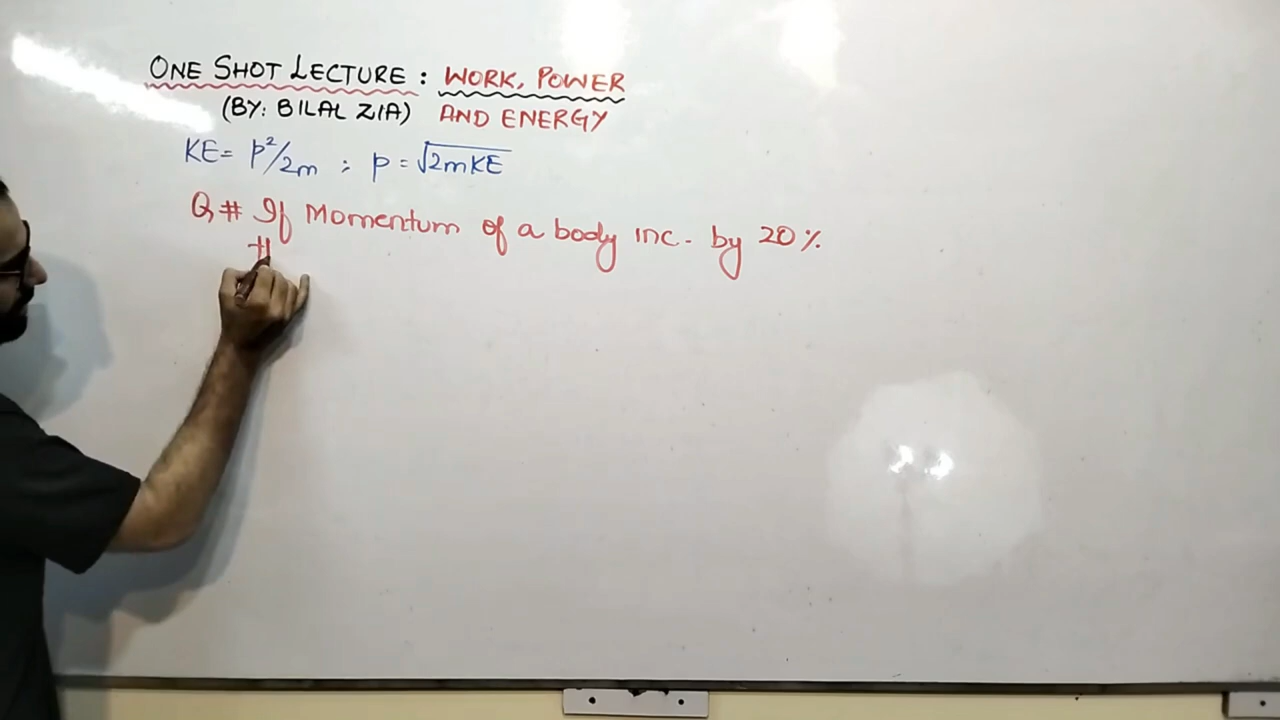 ONE SHOT LECTURE : WORK, POWER
(BY: BILAL ZIA) AND ENERGY
KE = p²/2m ; p = √2mKE
Q# If Momentum of a body inc. by 20%